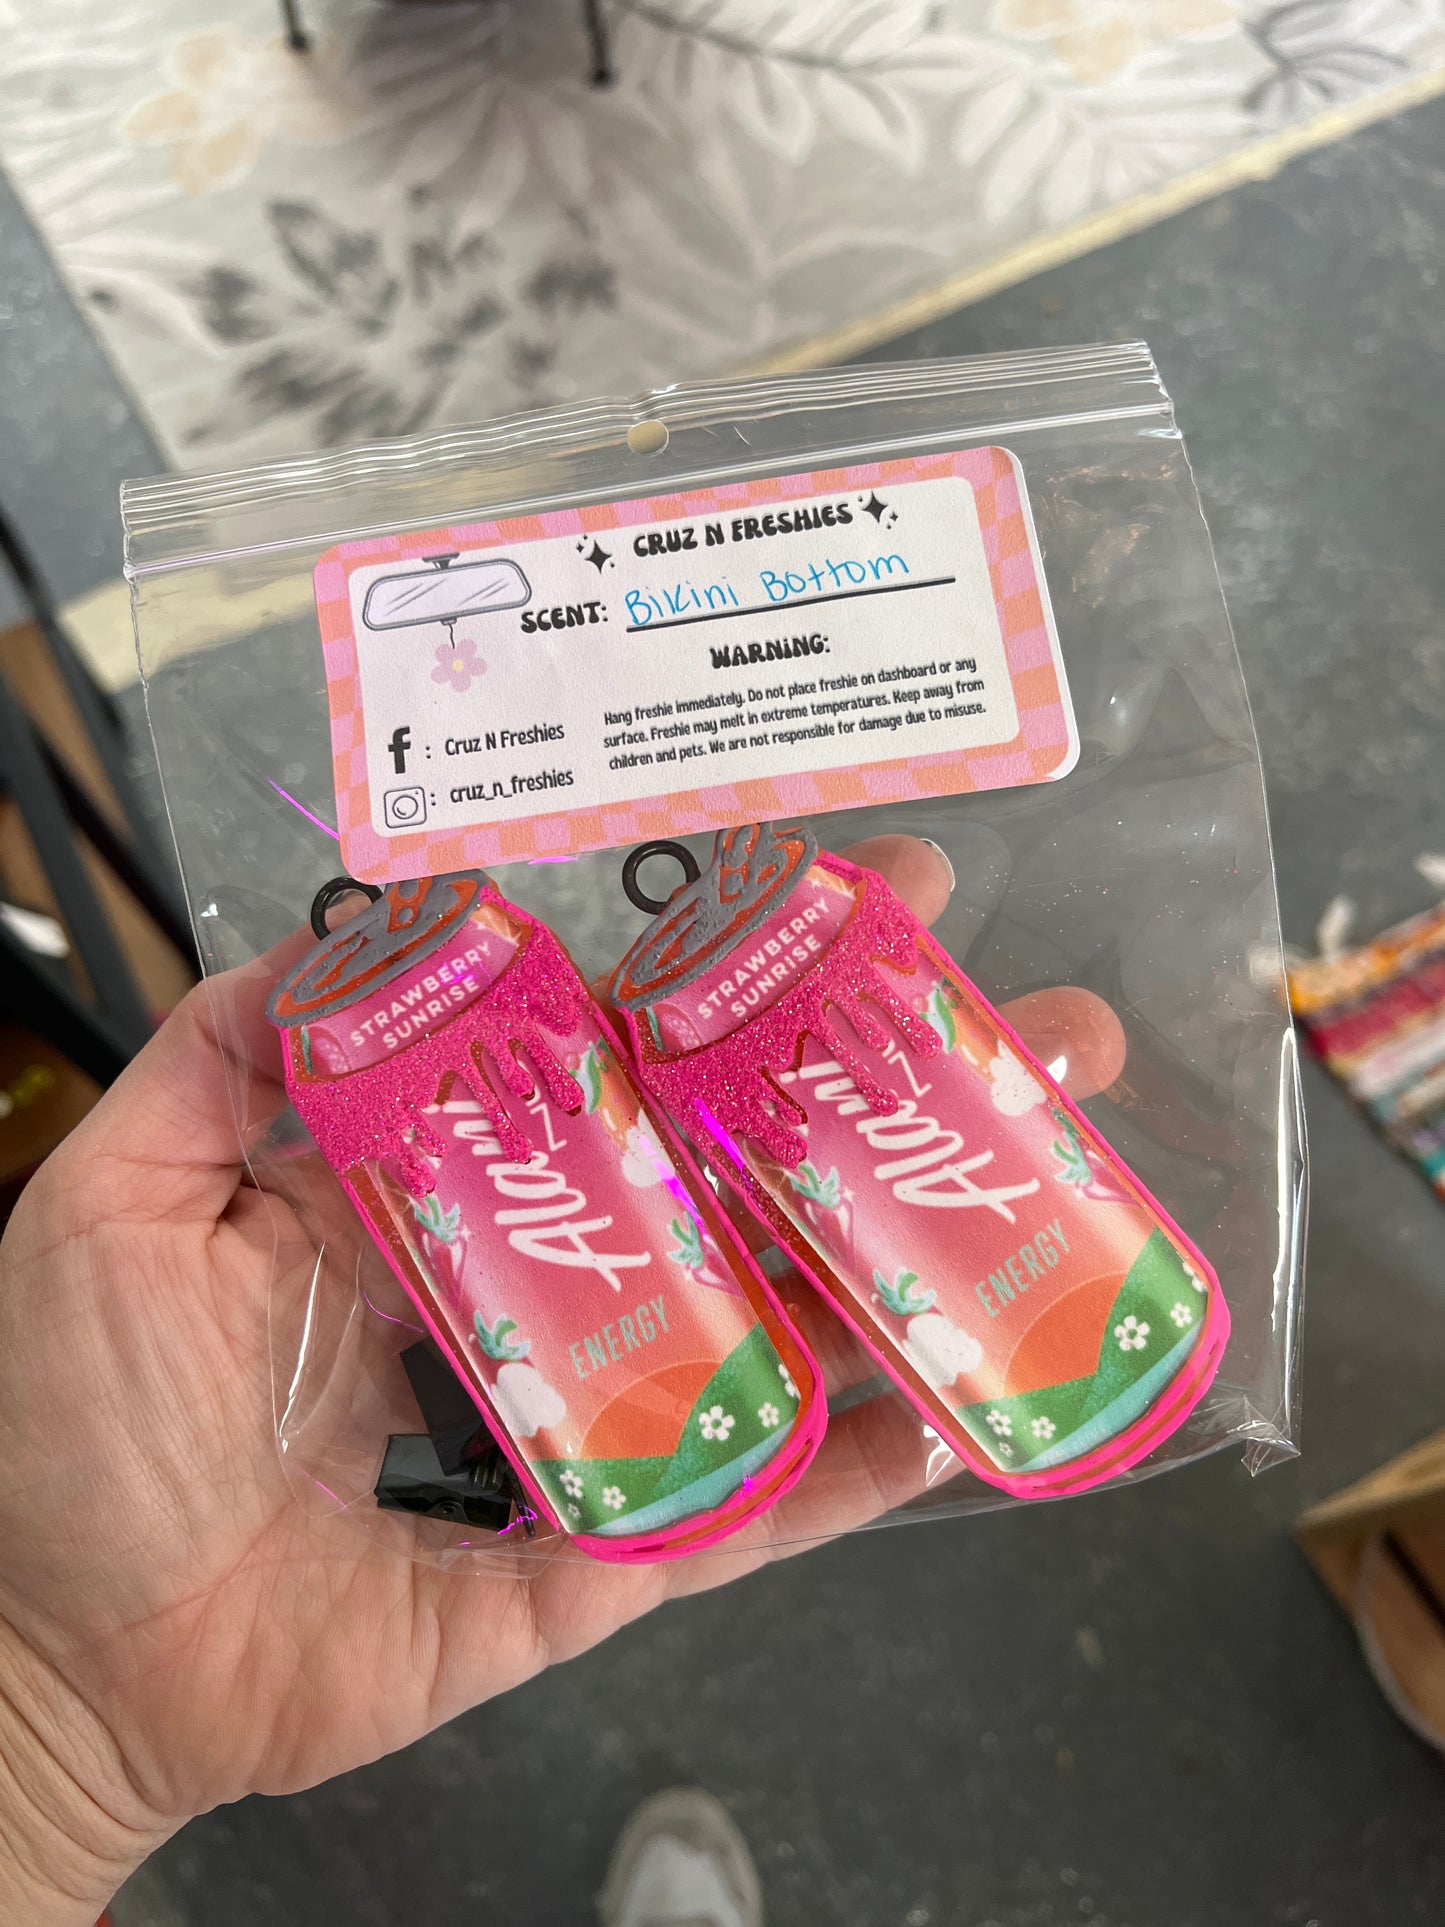 CRUZ N FRESHIES
SCENT: Bikini Bottom
WARNING:
Hang freshie immediately. Do not place freshie on dashboard or any
surface. Freshie may melt in extreme temperatures. Keep away from
children and pets. We are not responsible for damage due to misuse.
f : Cruz N Freshies
: cruz_n_freshies
STRAWBERRY
SUNRISE
Alani
ENERGY
STRAWBERRY
SUNRISE
Alani
ENERGY